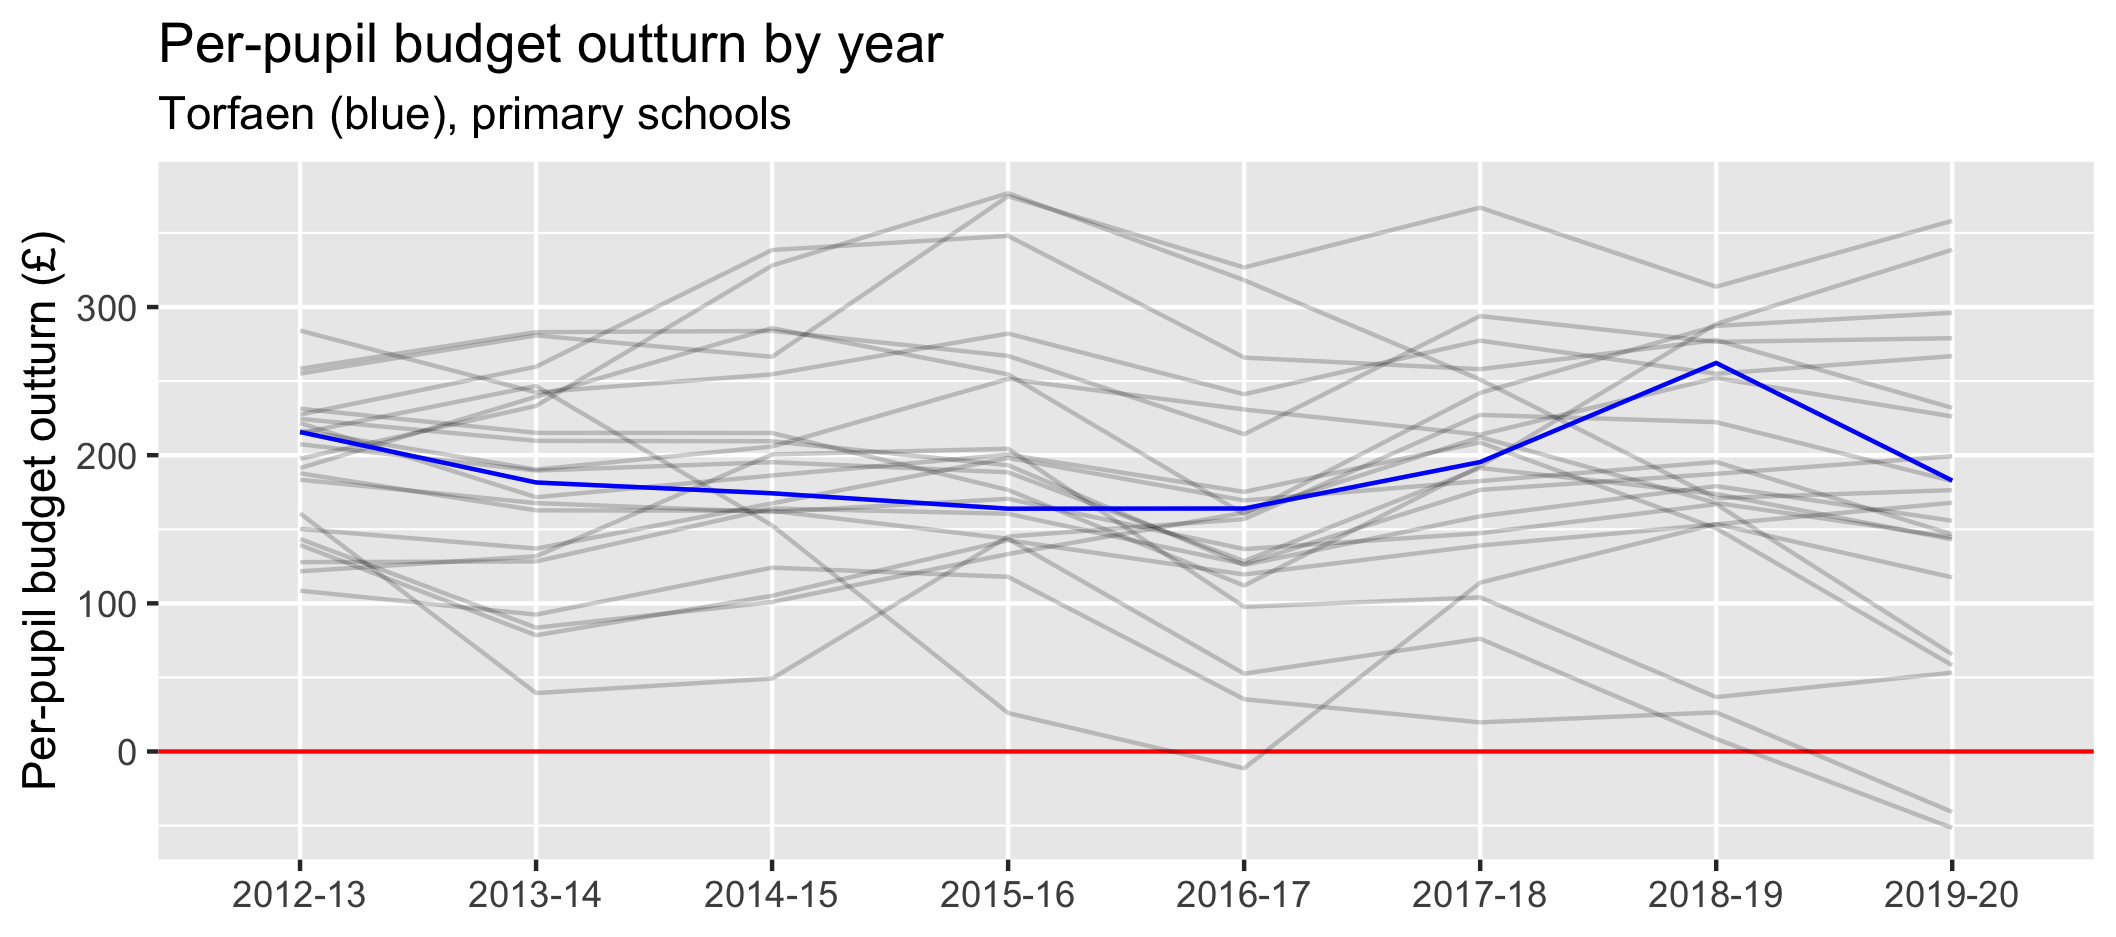 Per-pupil budget outturn by year
Torfaen (blue), primary schools
Per-pupil budget outturn (£)
300
200
100
0
2012-13 2013-14 2014-15 2015-16 2016-17 2017-18 2018-19 2019-20